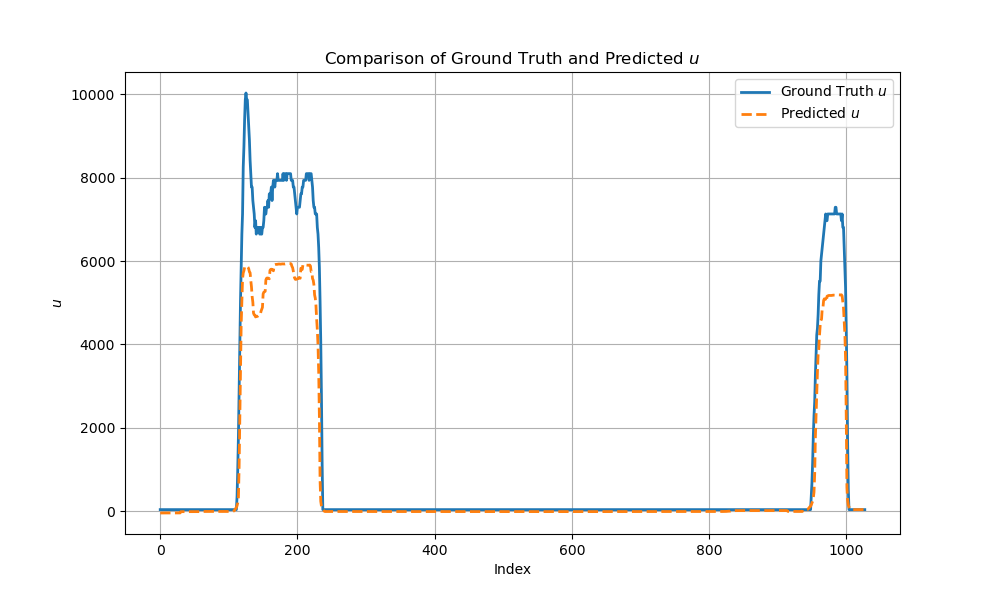 Comparison of Ground Truth and Predicted u
Ground Truth u
Predicted u
10000
8000
6000
4000
2000
0
u
0 200 400 600 800 1000
Index